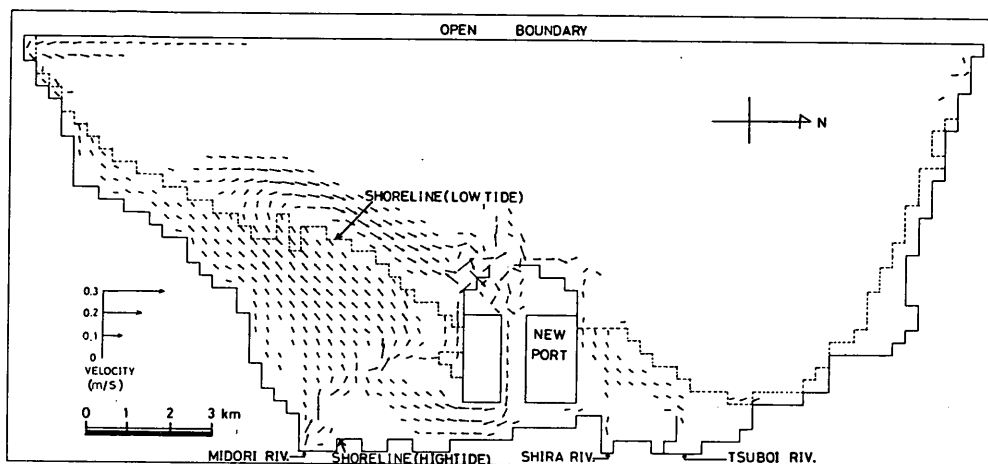 OPEN BOUNDARY
N
SHORELINE(LOW TIDE)
0.3
0.2
0.1
0
VELOCITY
(m/S)
NEW
PORT
0 1 2 3 km
MIDORI RIV.
SHORELINE(HIGHTIDE)
SHIRA RIV.
TSUBOI RIV.